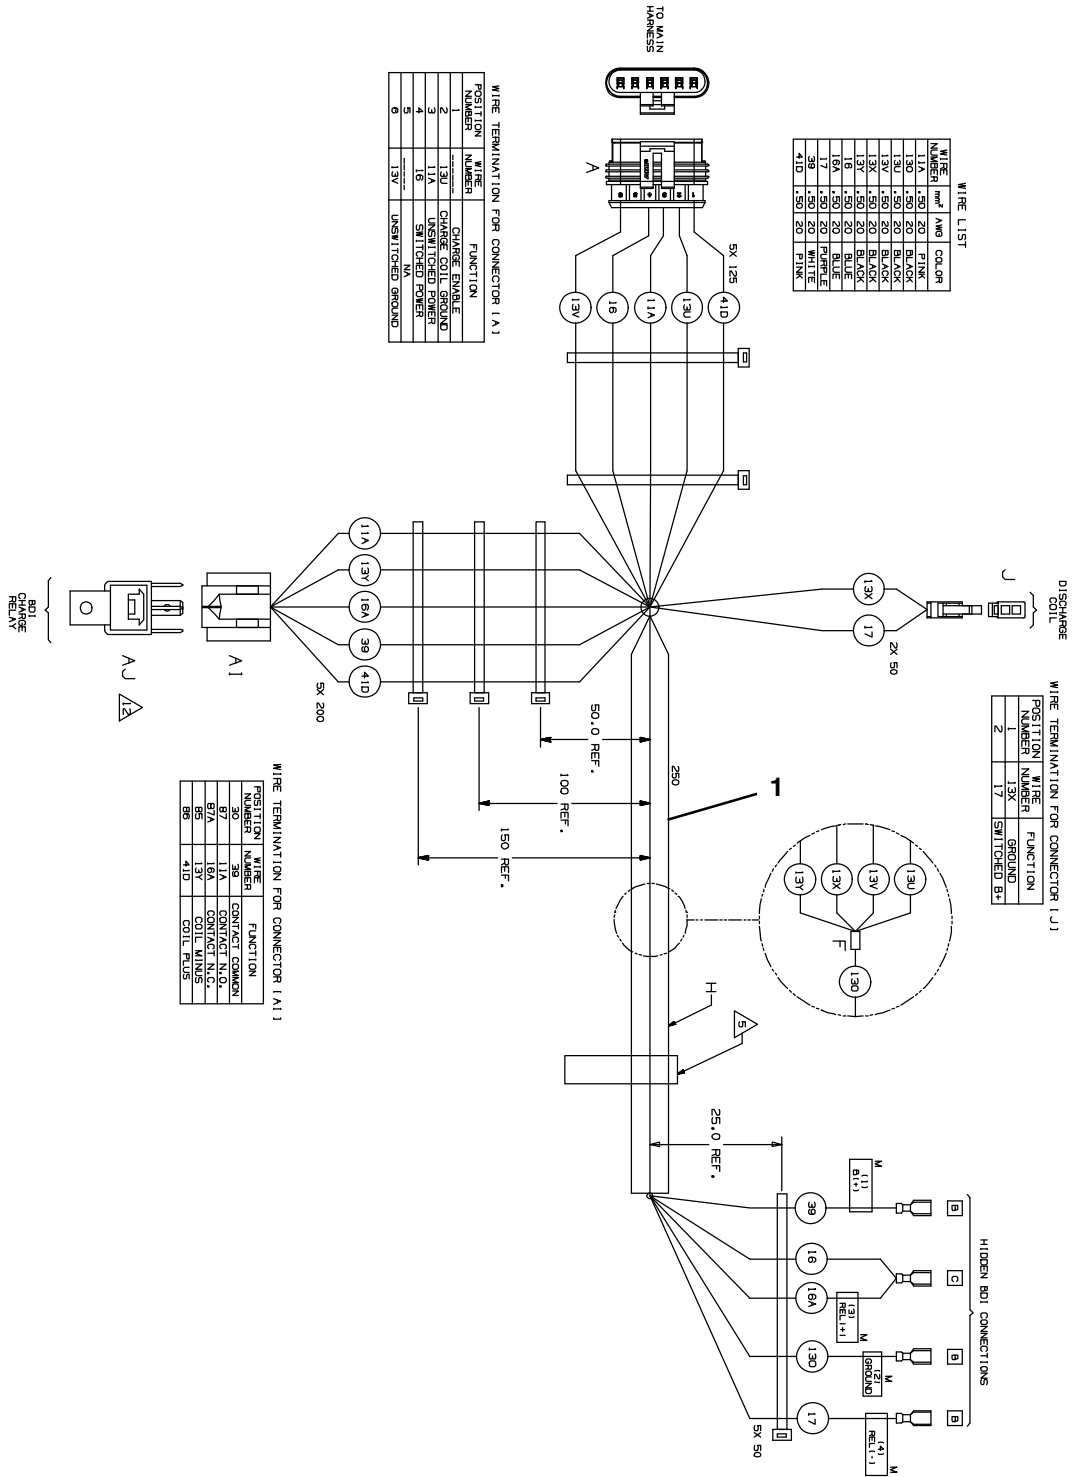 WIRE LIST
WIRE NUMBER mm² AWG COLOR
11A .50 20 PINK
13O .50 20 BLACK
13U .50 20 BLACK
13V .50 20 BLACK
13X .50 20 BLACK
13Y .50 20 BLACK
16 .50 20 BLUE
16A .50 20 BLUE
17 .50 20 PURPLE
39 .50 20 WHITE
41D .50 20 PINK
TO MAIN
HARNESS
A
1 2 3 4 5 6
WIRE TERMINATION FOR CONNECTOR (A)
POSITION NUMBER WIRE NUMBER FUNCTION
1 ------ CHARGE ENABLE
2 13U CHARGE COIL GROUND
3 11A UNSWITCHED POWER
4 16 SWITCHED POWER
5 ------ NA
6 13V UNSWITCHED GROUND
5X 125
41D
13U
11A
16
13V
DISCHARGE
COIL
J
13X
17
2X 50
WIRE TERMINATION FOR CONNECTOR (J)
POSITION NUMBER WIRE NUMBER FUNCTION
1 13X GROUND
2 17 SWITCHED B+
11A
13Y
16A
39
41D
5X 200
A1
AJ
12
BDI
CHARGE
RELAY
WIRE TERMINATION FOR CONNECTOR (A1)
POSITION NUMBER WIRE NUMBER FUNCTION
30 39 CONTACT COMMON
87 11A CONTACT N.O.
87A 16A CONTACT N.C.
85 13Y COIL MINUS
86 41D COIL PLUS
50.0 REF.
100 REF.
150 REF.
250
1
13U
13V
13X
13Y
F
13O
H
5
25.0 REF.
HIDDEN BDI CONNECTIONS
B
C
B
B
M
(1)
B(+)
M
(3)
REL(+)
M
(2)
GROUND
M
(4)
REL(-)
39
16
16A
13O
17
5X 50